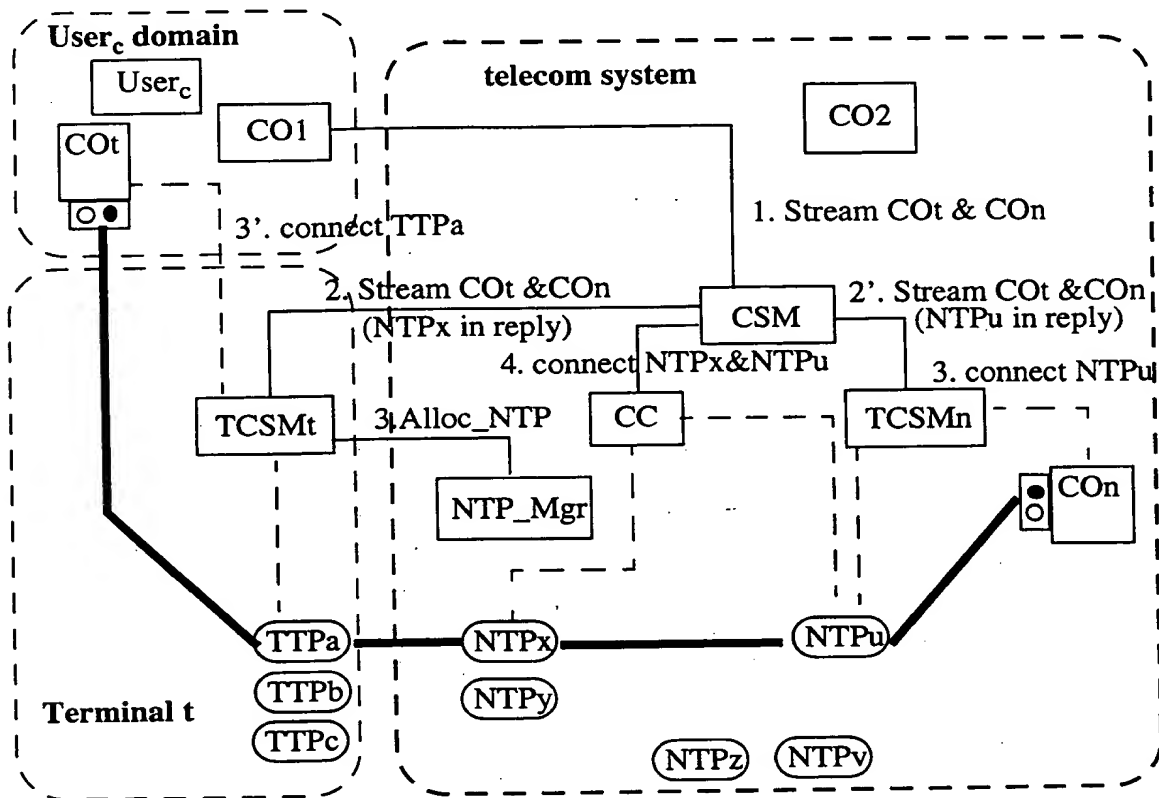 User_c domain
telecom system
User_c
CO1
CO2
COt
1. Stream COt & COn
3'. connect TTPa
2. Stream COt &COn
(NTPx in reply)
CSM
2'. Stream COt &COn
(NTPu in reply)
4. connect NTPx&NTPu
3. connect NTPu
TCSMt
3.Alloc_NTP
CC
TCSMn
NTP_Mgr
COn
TTPa
NTPx
NTPu
TTPb
NTPy
Terminal t
TTPc
NTPz
NTPv